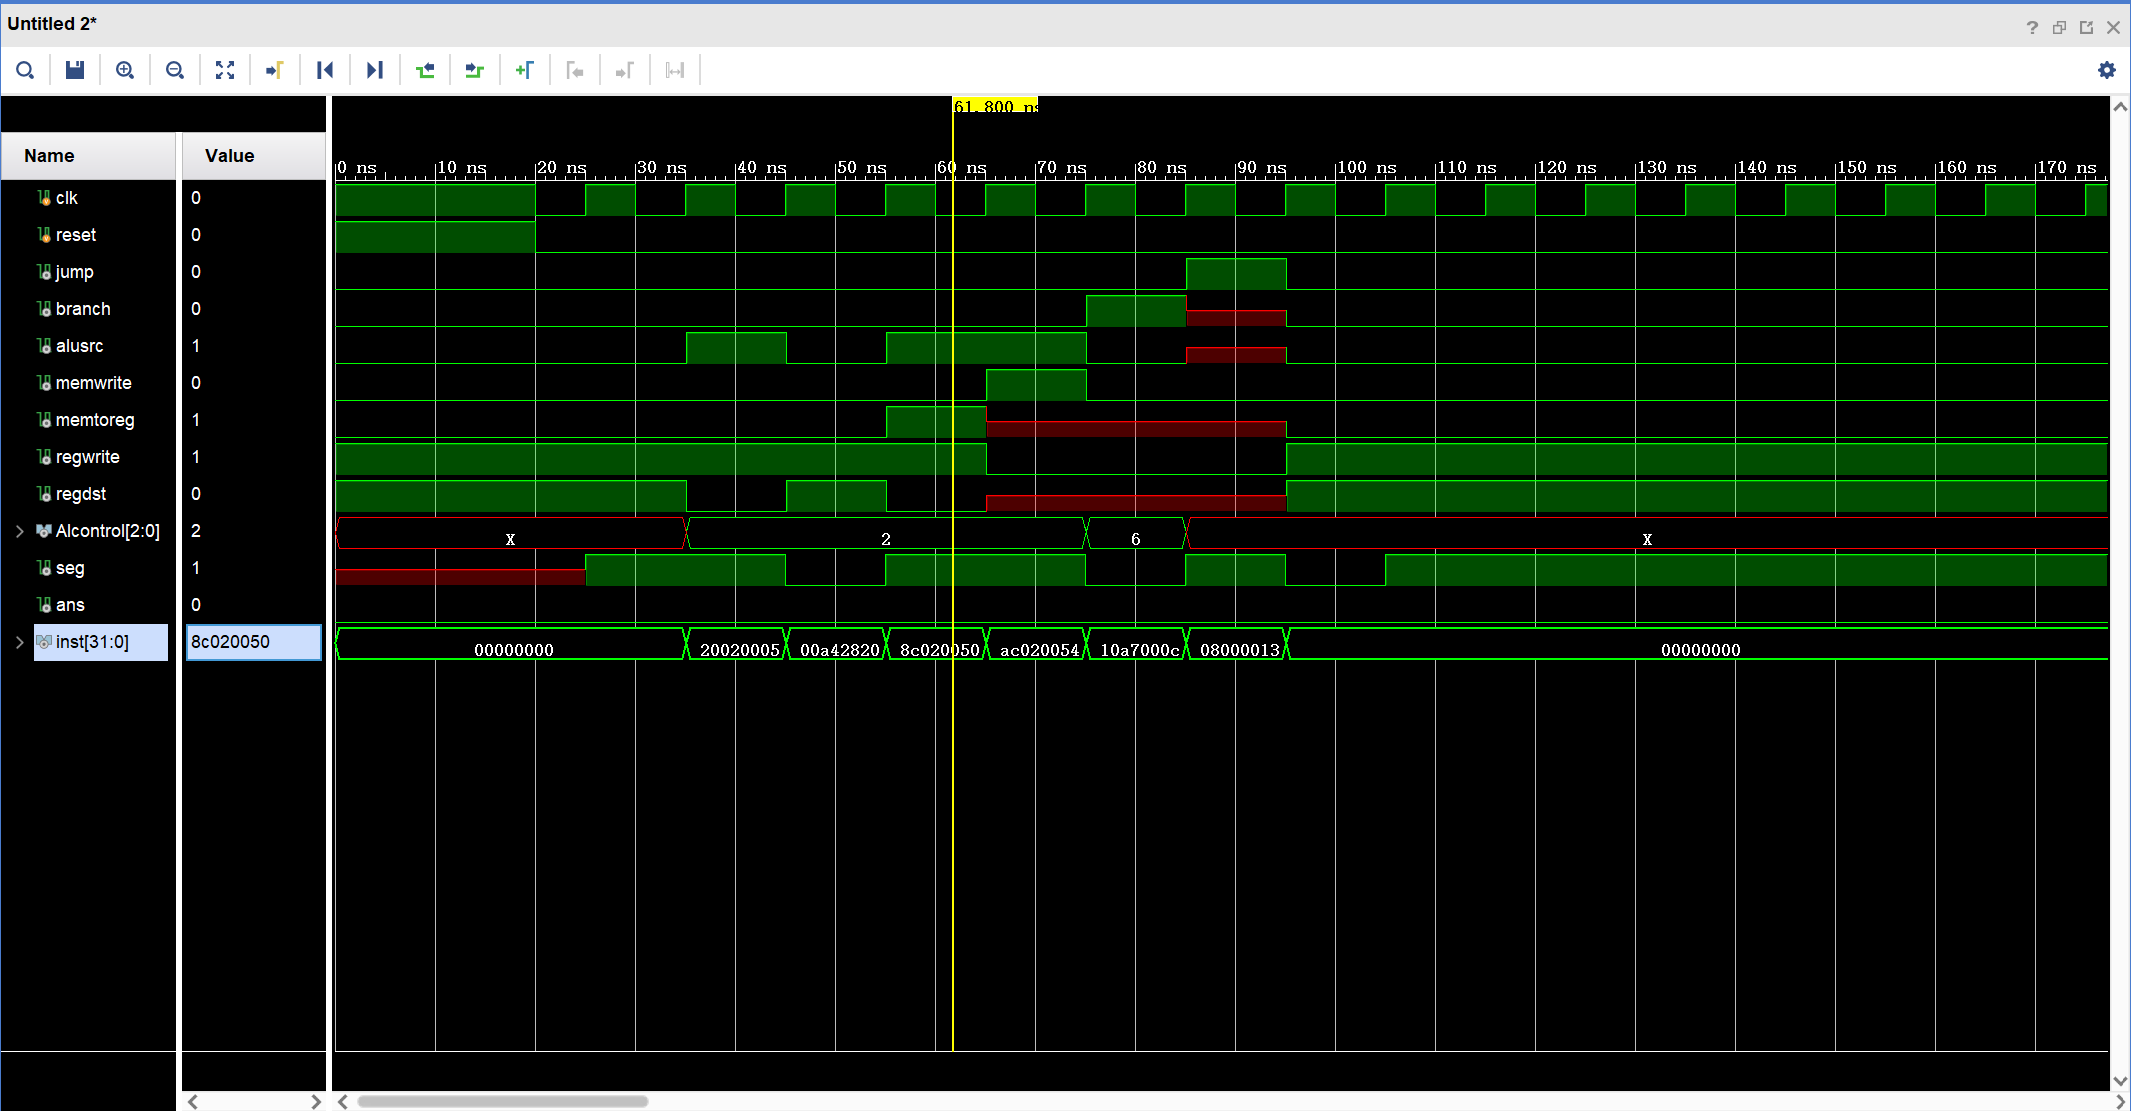 Untitled 2*
61.800 ns
Name Value
0 ns 10 ns 20 ns 30 ns 40 ns 50 ns 60 ns 70 ns 80 ns 90 ns 100 ns 110 ns 120 ns 130 ns 140 ns 150 ns 160 ns 170 ns
clk 0
reset 0
jump 0
branch 0
alusrc 1
memwrite 0
memtoreg 1
regwrite 1
regdst 0
Alcontrol[2:0] 2 X 2 6 X
seg 1
ans 0
inst[31:0] 8c020050 00000000 20020005 00a42820 8c020050 ac020054 10a7000c 08000013 00000000